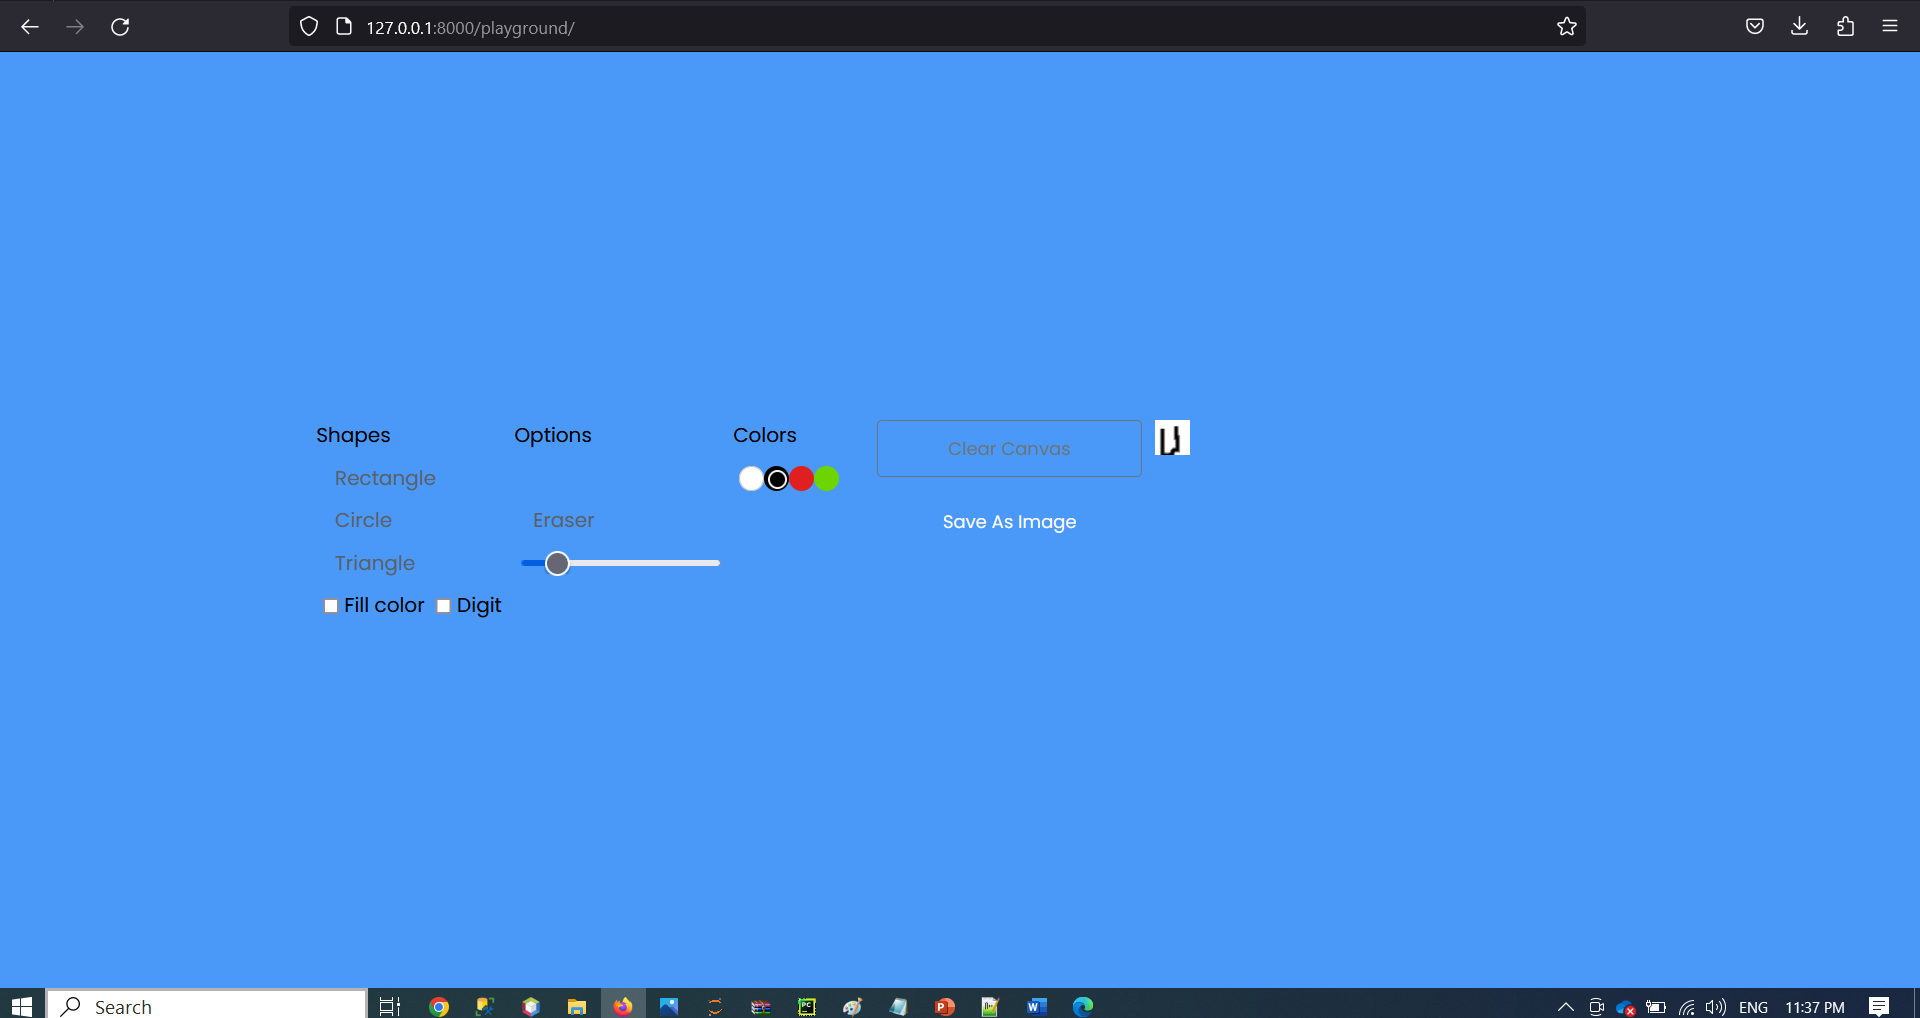 127.0.0.1:8000/playground/
Shapes Options Colors Clear Canvas
Rectangle
Circle Eraser Save As Image
Triangle
Fill color Digit
Search ENG 11:37 PM